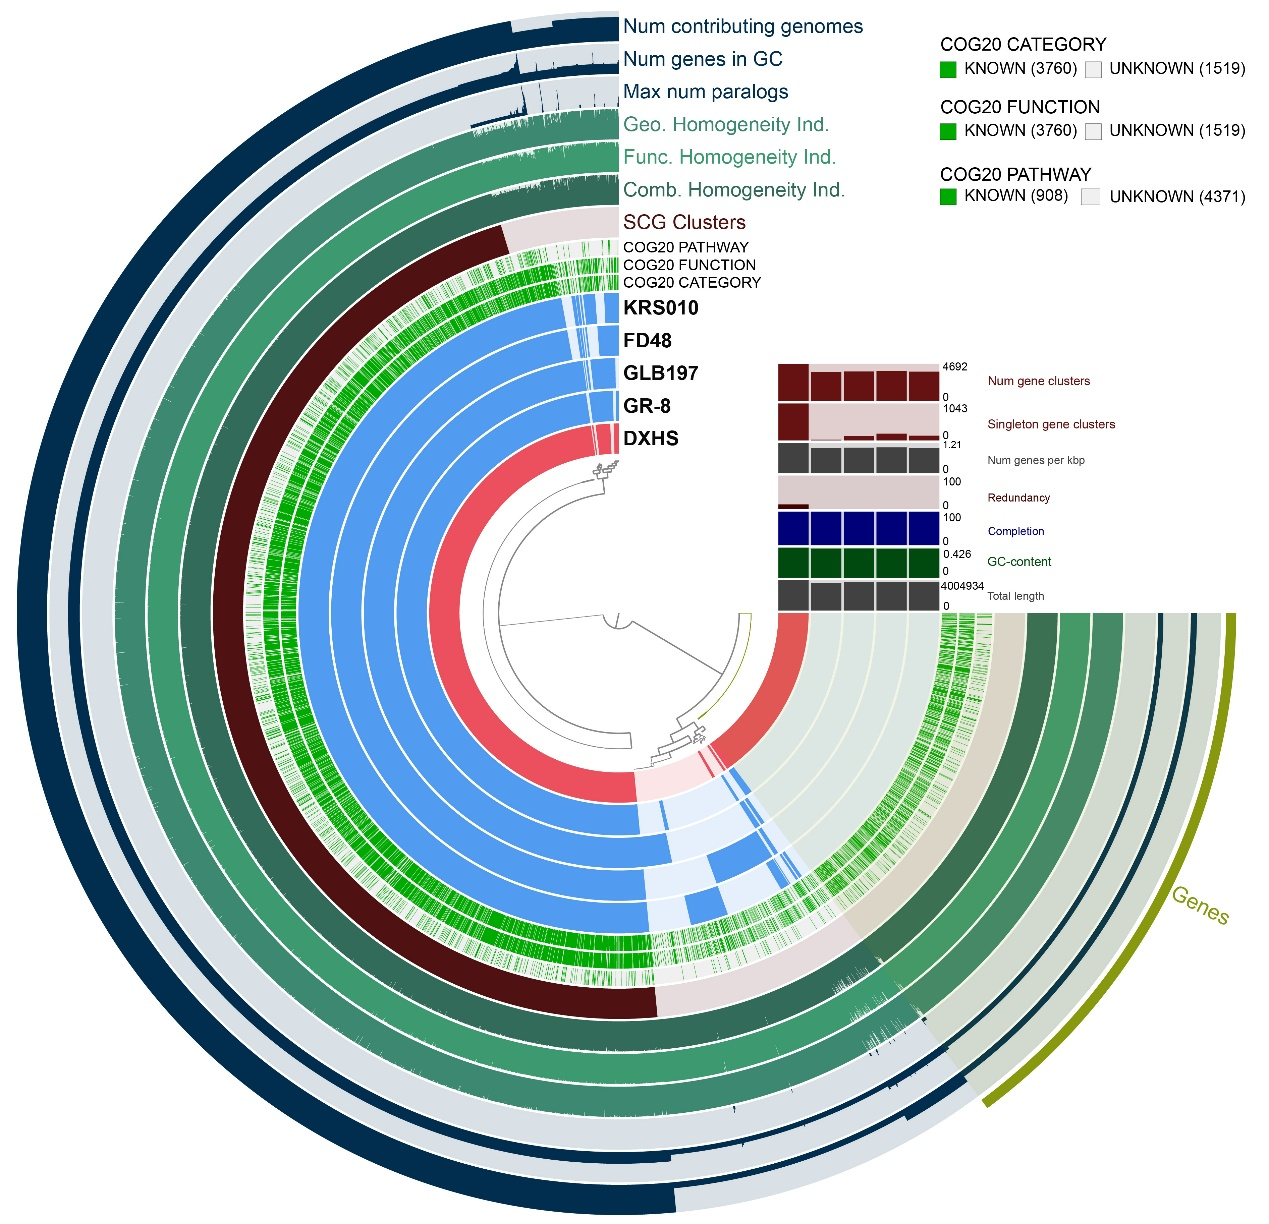 Num contributing genomes
Num genes in GC
Max num paralogs
Geo. Homogeneity Ind.
Func. Homogeneity Ind.
Comb. Homogeneity Ind.
SCG Clusters
COG20 PATHWAY
COG20 FUNCTION
COG20 CATEGORY
KRS010
FD48
GLB197
GR-8
DXHS
COG20 CATEGORY
KNOWN (3760) UNKNOWN (1519)
COG20 FUNCTION
KNOWN (3760) UNKNOWN (1519)
COG20 PATHWAY
KNOWN (908) UNKNOWN (4371)
4692
0
Num gene clusters
1043
0
Singleton gene clusters
1.21
0
Num genes per kbp
100
0
Redundancy
100
0
Completion
0.426
0
GC-content
4004934
0
Total length
Genes